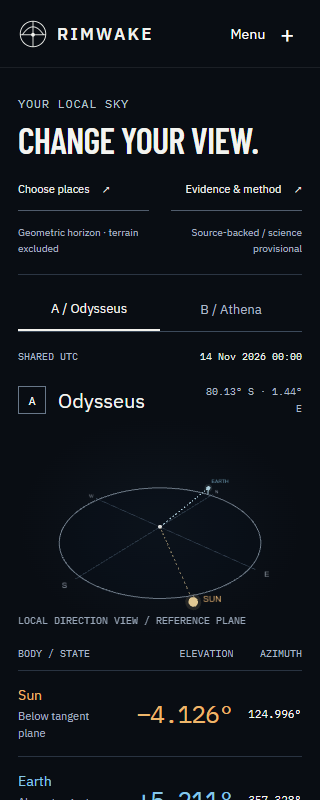 RIMWAKE
Menu +
YOUR LOCAL SKY
CHANGE YOUR VIEW.
Choose places ↗
Evidence & method ↗
Geometric horizon · terrain
excluded
Source-backed / science
provisional
A / Odysseus
B / Athena
SHARED UTC
14 Nov 2026 00:00
A
Odysseus
80.13° S · 1.44°
E
EARTH
N
W
S
E
SUN
LOCAL DIRECTION VIEW / REFERENCE PLANE
BODY / STATE
ELEVATION
AZIMUTH
Sun
Below tangent
plane
−4.126°
124.996°
Earth